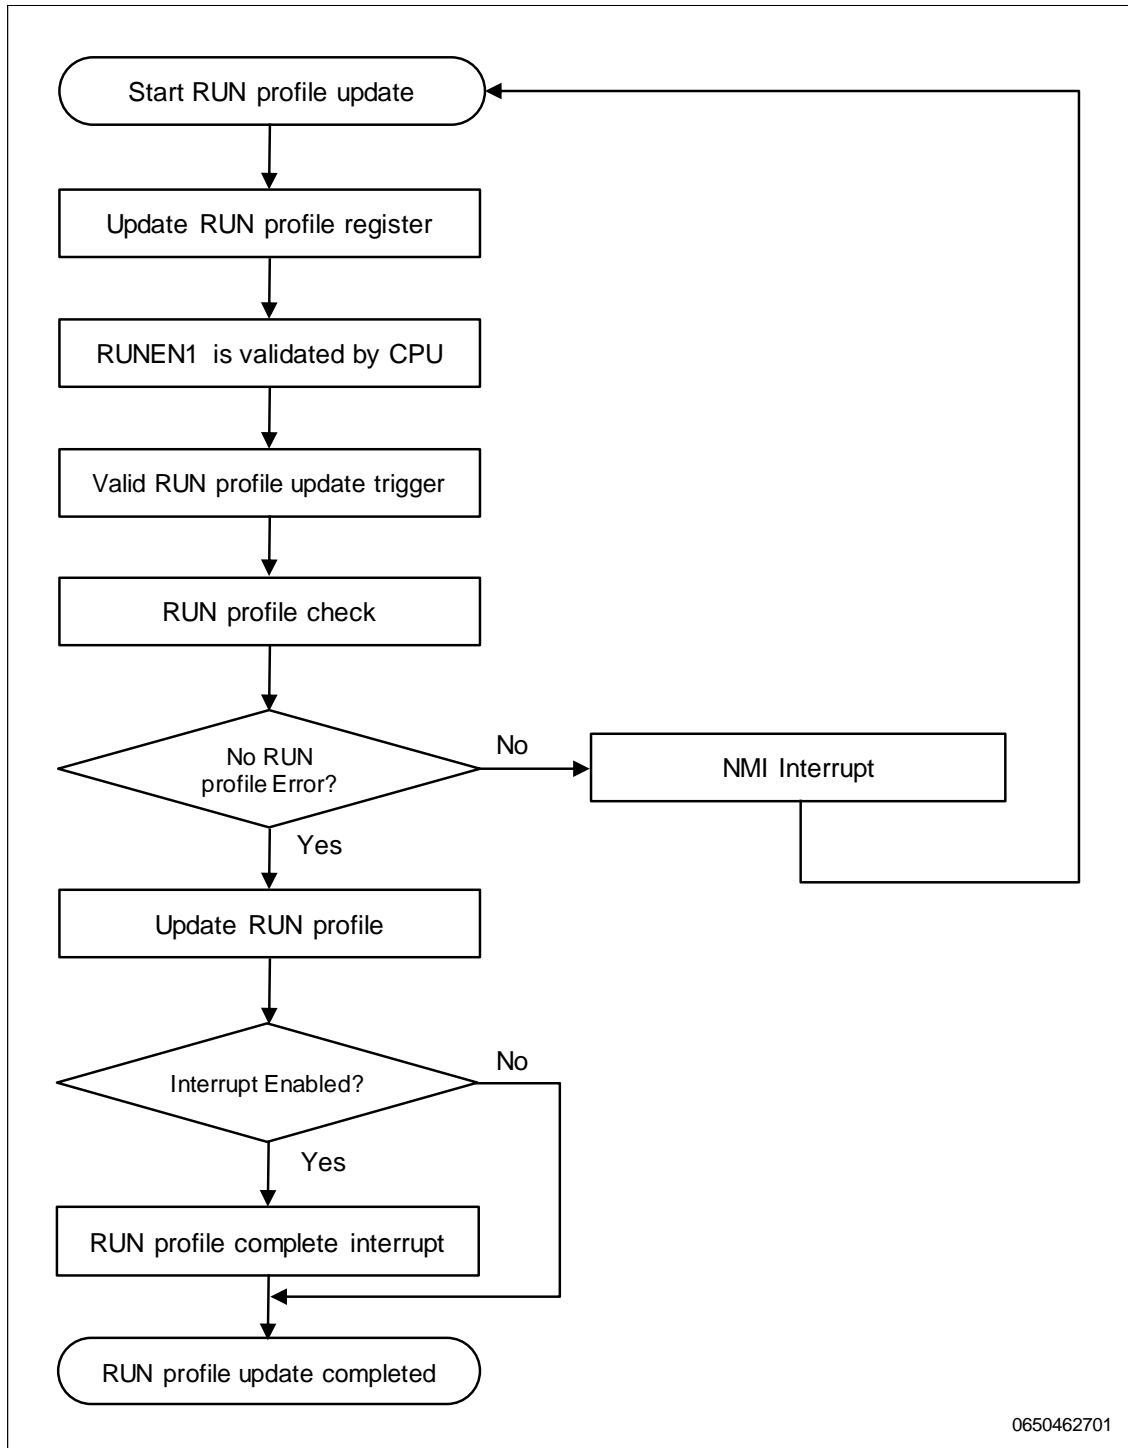 Start RUN profile update
Update RUN profile register
RUNEN1 is validated by CPU
Valid RUN profile update trigger
RUN profile check
No RUN
profile Error?
No
NMI Interrupt
Yes
Update RUN profile
Interrupt Enabled?
No
Yes
RUN profile complete interrupt
RUN profile update completed
0650462701